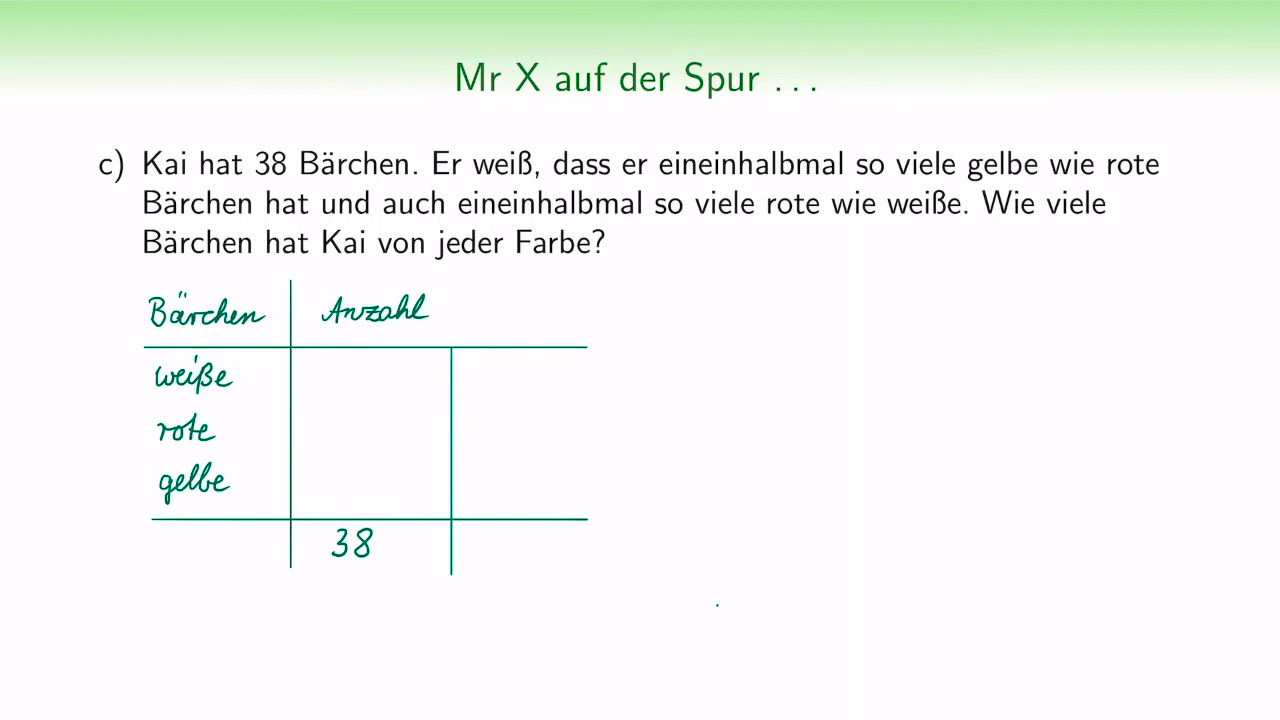 Mr X auf der Spur . . .
c) Kai hat 38 Bärchen. Er weiß, dass er eineinhalbmal so viele gelbe wie rote
Bärchen hat und auch eineinhalbmal so viele rote wie weiße. Wie viele
Bärchen hat Kai von jeder Farbe?
Bärchen Anzahl
weiße
rote
gelbe
38